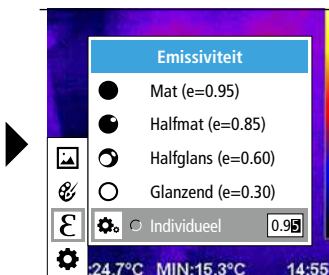 Emissiviteit
Mat (e=0.95)
Halfmat (e=0.85)
Halfglans (e=0.60)
Glanzend (e=0.30)
ε
Individueel 0.95
:24.7°C MIN:15.3°C 14:55